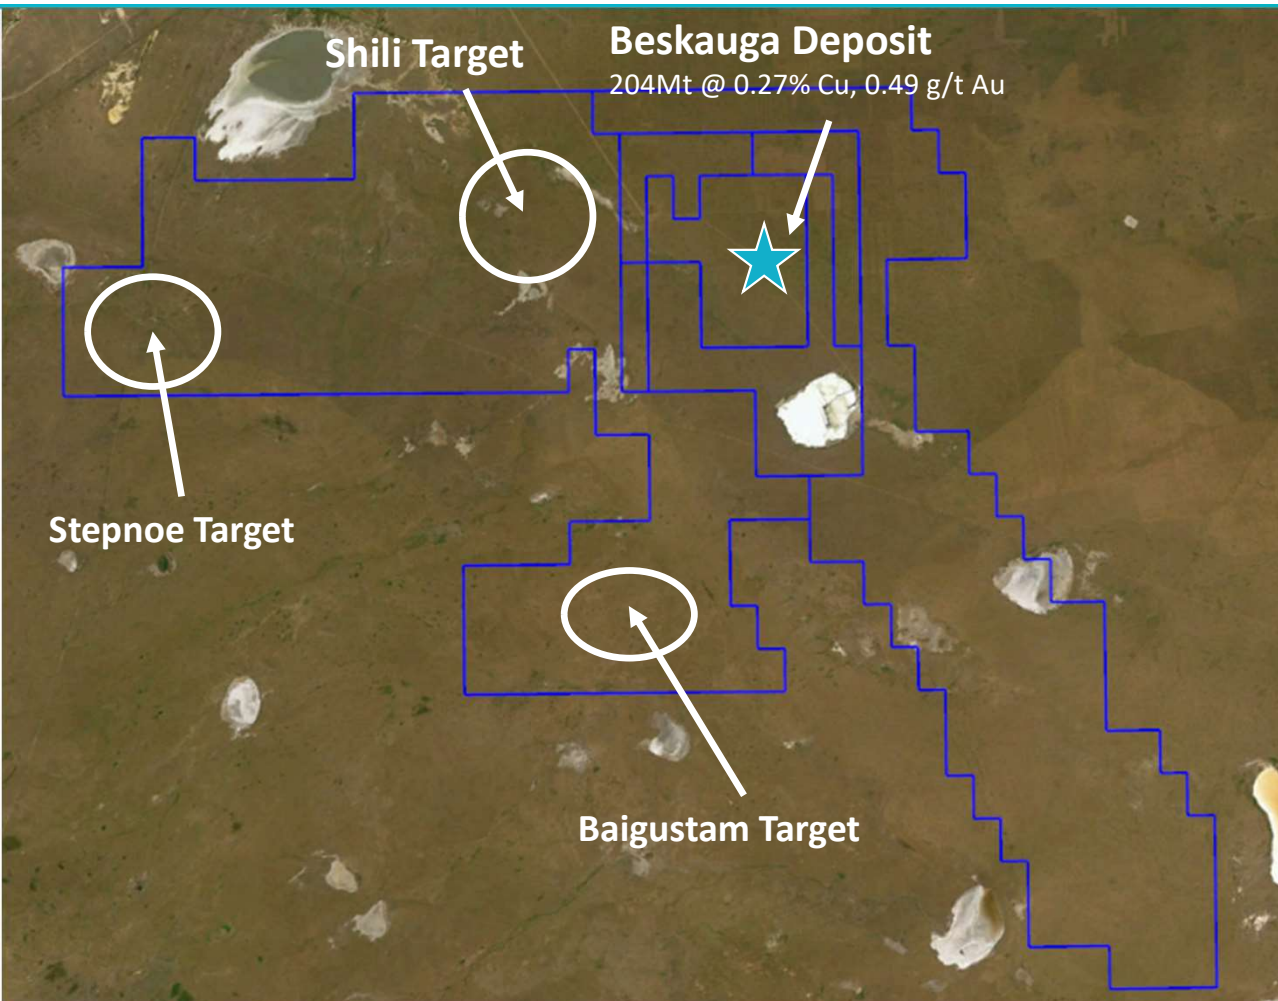 Shili Target
Beskauga Deposit
204Mt @ 0.27% Cu, 0.49 g/t Au
Stepnoe Target
Baigustam Target